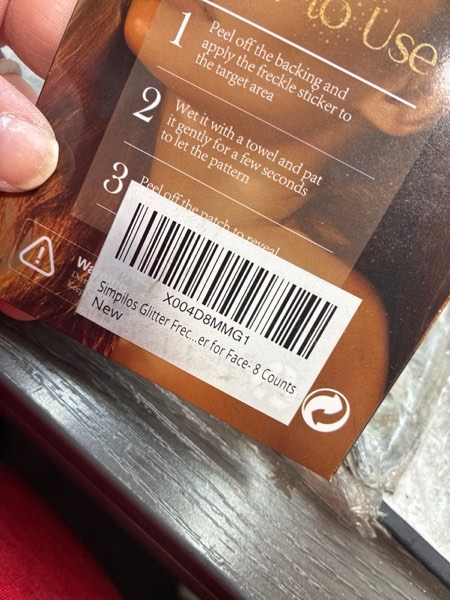 to Use
1
Peel off the backing and
apply the freckle sticker to
the target area
2
Wet it with a towel and pat
it gently for a few seconds
to let the pattern
3
Peel off the patch to reveal
X004D8MMG1
Simpilos Glitter Frec...er for Face- 8 Counts
New